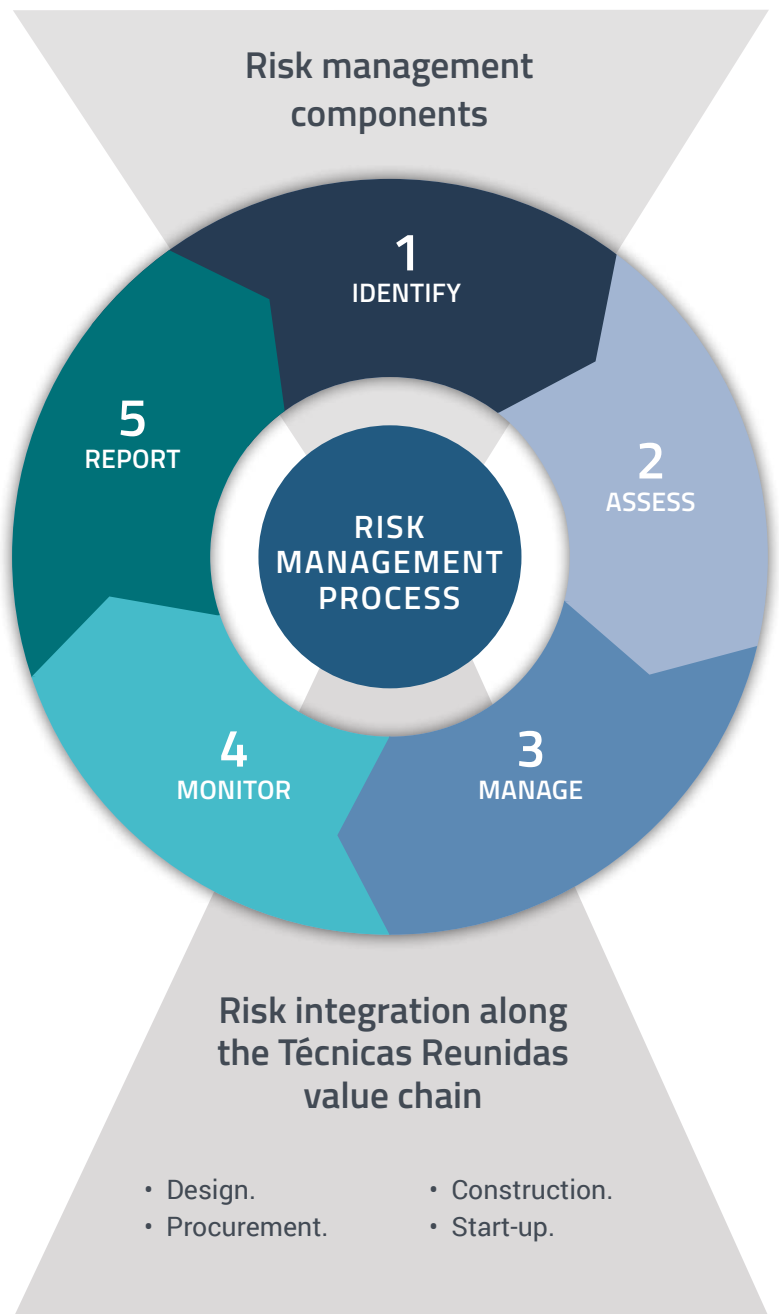 Risk management
components
1
IDENTIFY
2
ASSESS
3
MANAGE
4
MONITOR
5
REPORT
RISK
MANAGEMENT
PROCESS
Risk integration along
the Técnicas Reunidas
value chain
• Design.
• Procurement.
• Construction.
• Start-up.